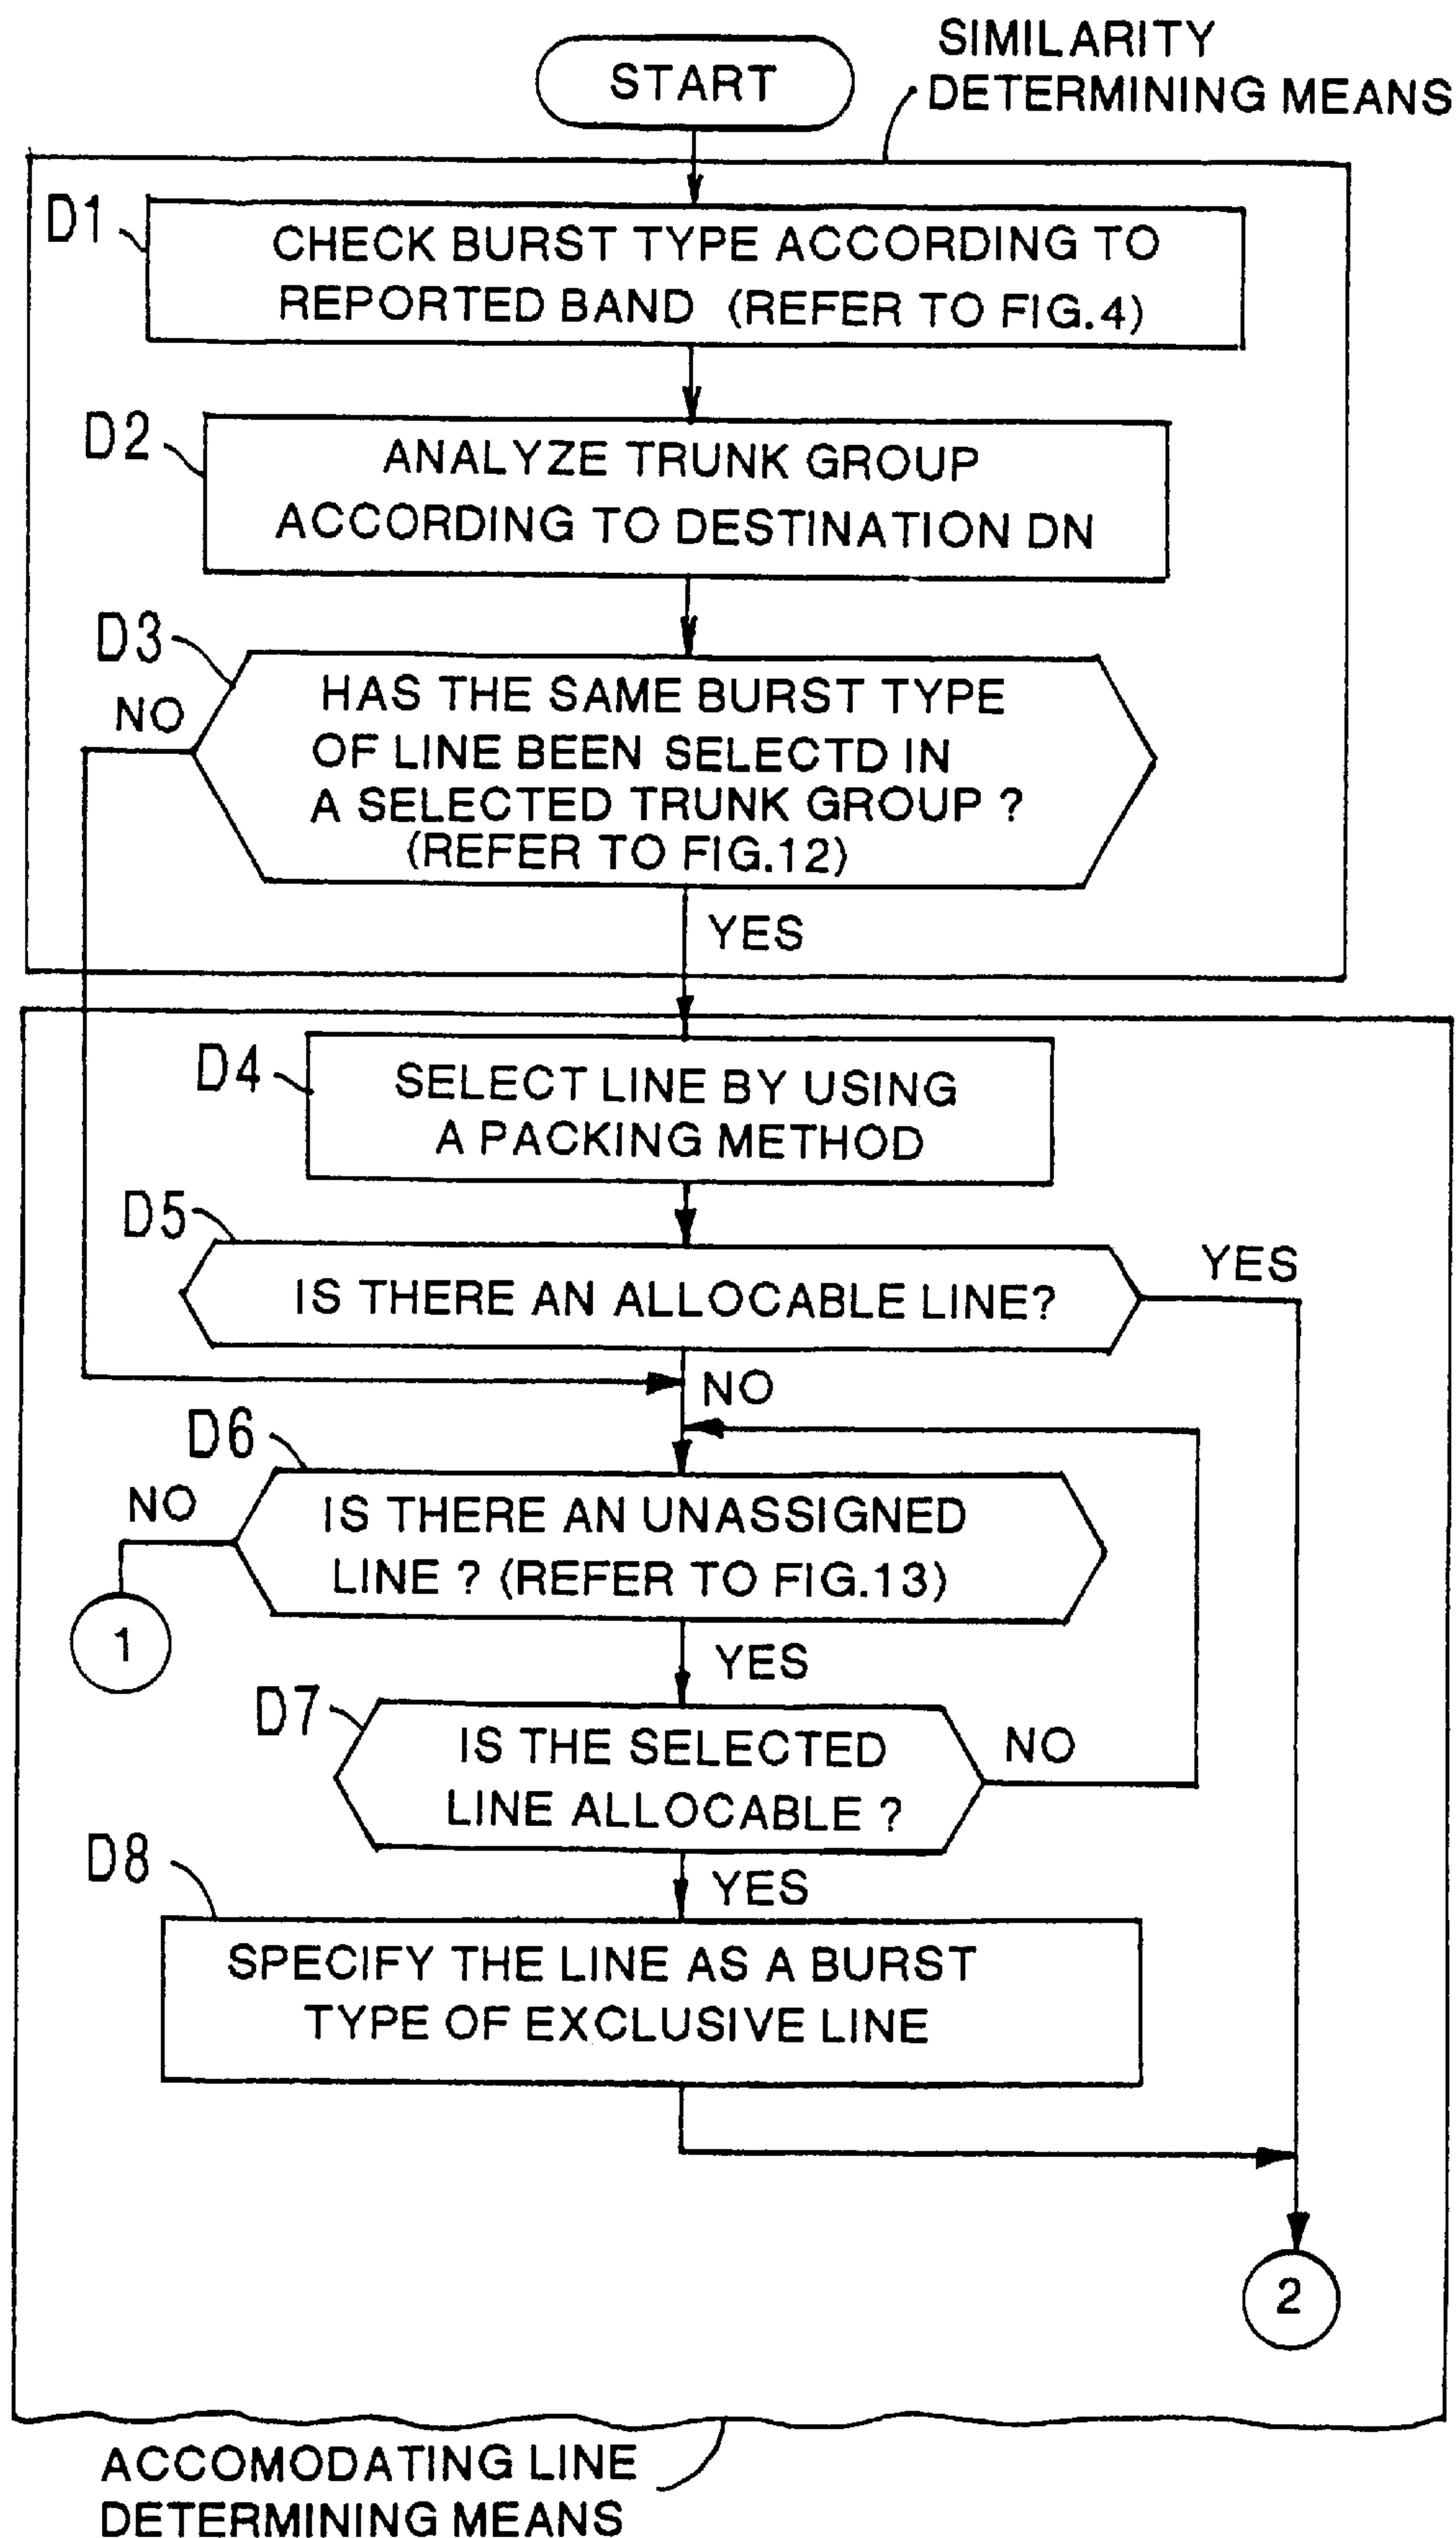 START
SIMILARITY
DETERMINING MEANS
D1
CHECK BURST TYPE ACCORDING TO
REPORTED BAND (REFER TO FIG.4)
D2
ANALYZE TRUNK GROUP
ACCORDING TO DESTINATION DN
D3
NO
HAS THE SAME BURST TYPE
OF LINE BEEN SELECTD IN
A SELECTED TRUNK GROUP ?
(REFER TO FIG.12)
YES
D4
SELECT LINE BY USING
A PACKING METHOD
D5
IS THERE AN ALLOCABLE LINE?
YES
NO
D6
NO
IS THERE AN UNASSIGNED
LINE ? (REFER TO FIG.13)
1
YES
D7
IS THE SELECTED
LINE ALLOCABLE ?
NO
YES
D8
SPECIFY THE LINE AS A BURST
TYPE OF EXCLUSIVE LINE
2
ACCOMODATING LINE
DETERMINING MEANS